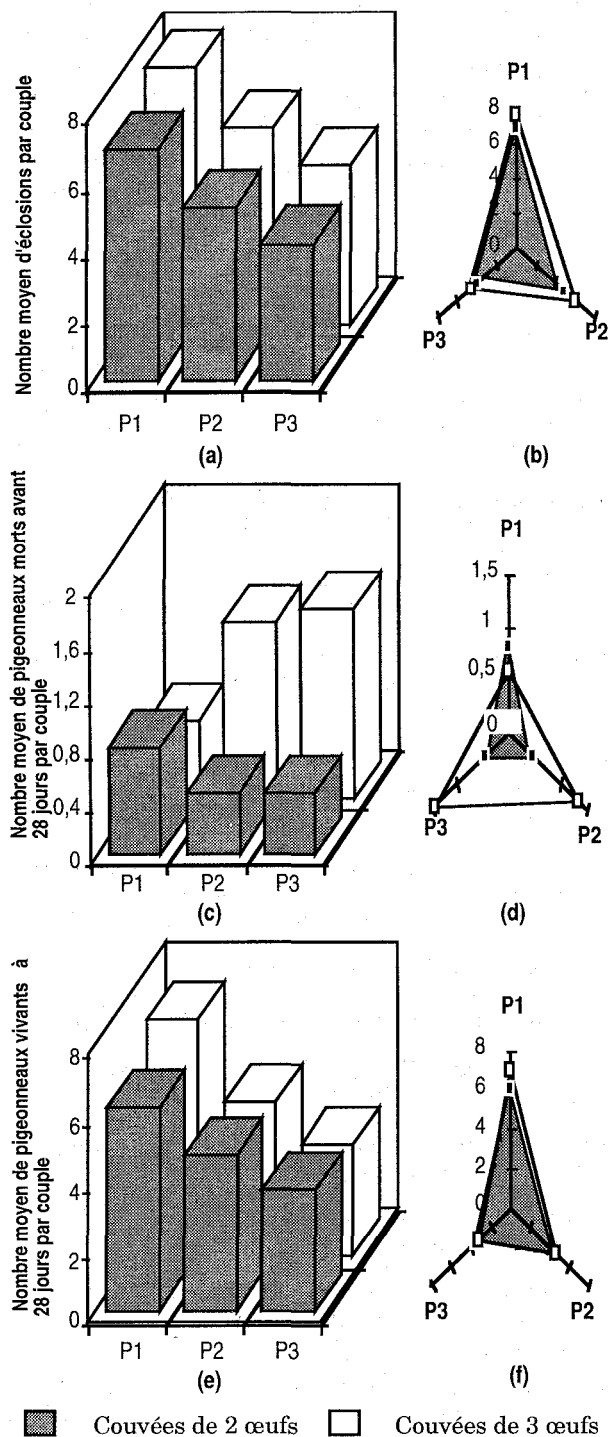 Nombre moyen d'éclosions par couple
8
6
4
2
0
P1 P2 P3
(a)
P1
8
6
4
2
0
P3
P2
(b)
Nombre moyen de pigeonneaux morts avant
28 jours par couple
2
1,6
1,2
0,8
0,4
0
P1 P2 P3
(c)
P1
1,5
1
0,5
0
P3
P2
(d)
Nombre moyen de pigeonneaux vivants à
28 jours par couple
8
6
4
2
0
P1 P2 P3
(e)
P1
8
6
4
2
0
P3
P2
(f)
Couvées de 2 œufs Couvées de 3 œufs